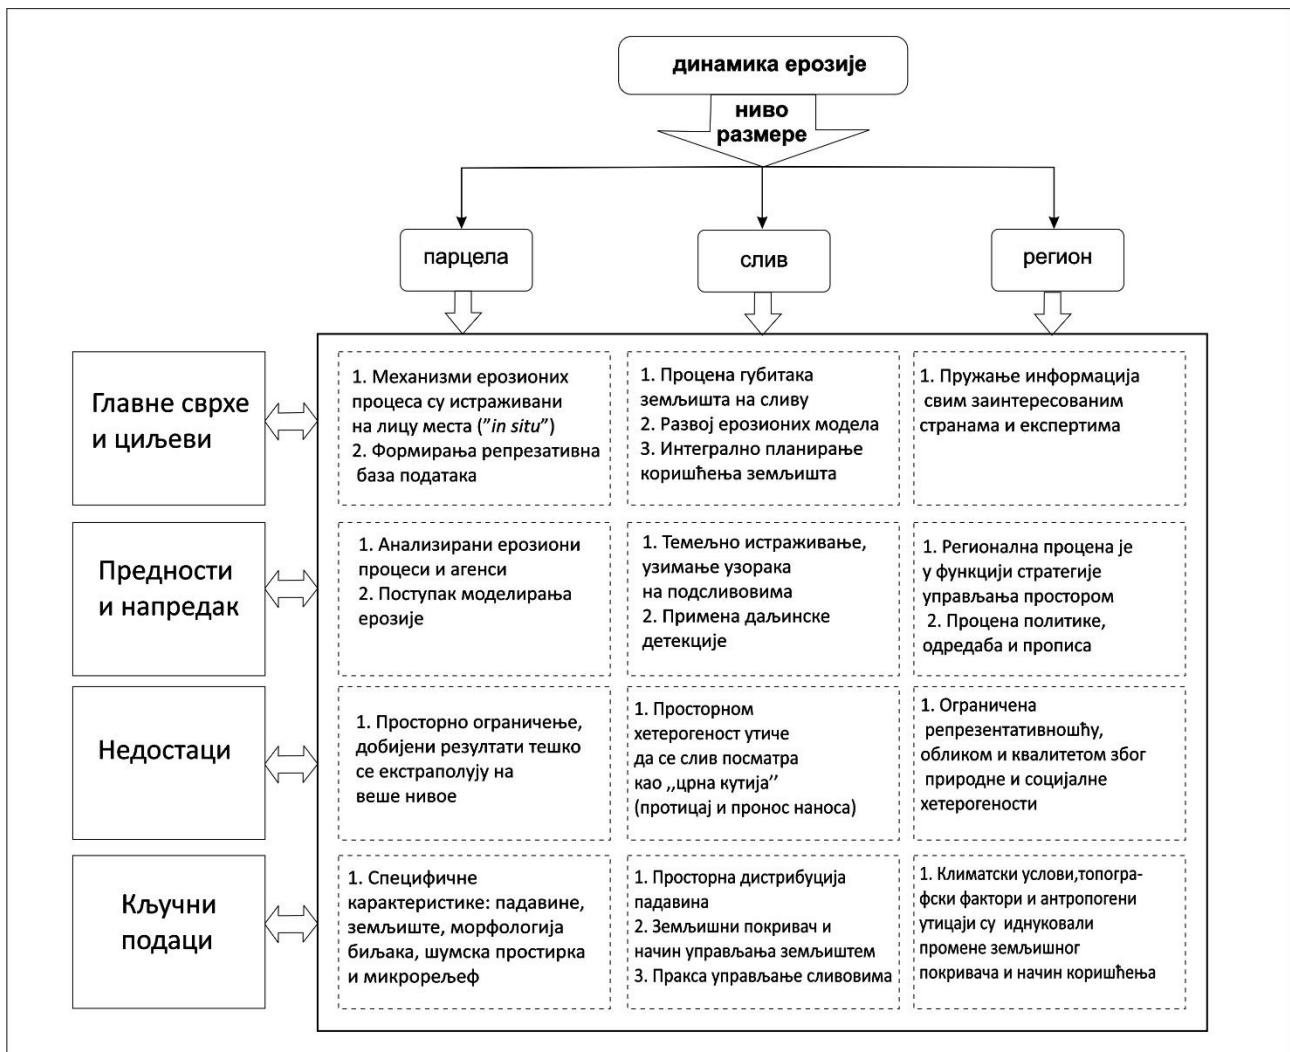 динамика ерозије
ниво
размере
парцела
слив
регион
Главне сврхе
и циљеви
1. Механизми ерозионих
процеса су истраживани
на лицу места (”in situ”)
2. Формирања репрезативна
база података
1. Процена губитака
земљишта на сливу
2. Развој ерозионих модела
3. Интегрално планирање
коришћења земљишта
1. Пружање информација
свим заинтересованим
странама и експертима
Предности
и напредак
1. Анализирани ерозиони
процеси и агенси
2. Поступак моделирања
ерозије
1. Темељно истраживање,
узимање узорака
на подсливовима
2. Примена даљинске
детекције
1. Регионална процена је
у функцији стратегије
управљања простором
2. Процена политике,
одредаба и прописа
Недостаци
1. Просторно ограничење,
добијени резултати тешко
се екстраполују на
веше нивое
1. Просторном
хетерогеност утиче
да се слив посматра
као ,,црна кутија’’
(протицај и пронос наноса)
1. Ограничена
репрезентативношћу,
обликом и квалитетом због
природне и социјалне
хетерогености
Кључни
подаци
1. Специфичне
карактеристике: падавине,
земљиште, морфологија
биљака, шумска простирка
и микрорељеф
1. Просторна дистрибуција
падавина
2. Земљишни покривач и
начин управљања земљиштем
3. Пракса управљање сливовима
1. Климатски услови,топогра-
фски фактори и антропогени
утицаји су иднуковали
промене земљишног
покривача и начин коришћења